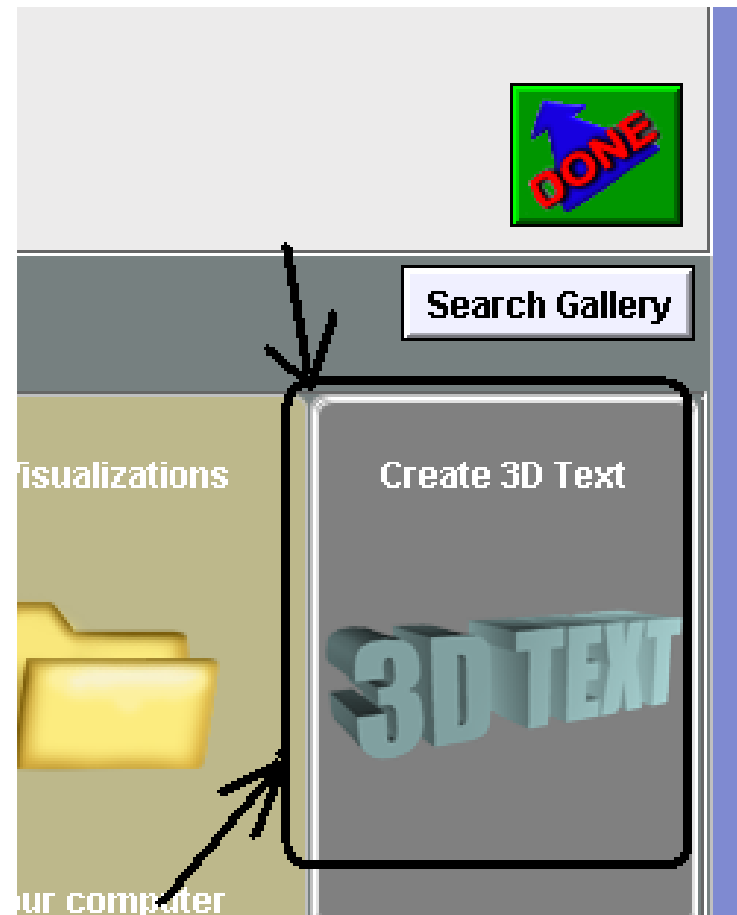 DONE
Search Gallery
isualizations
Create 3D Text
3D TEXT
ur computer